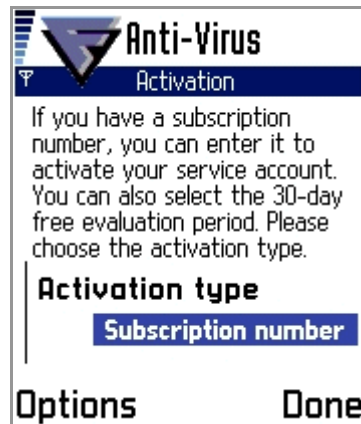 Anti-Virus
Activation
If you have a subscription
number, you can enter it to
activate your service account.
You can also select the 30-day
free evaluation period. Please
choose the activation type.
Activation type
Subscription number
Options Done